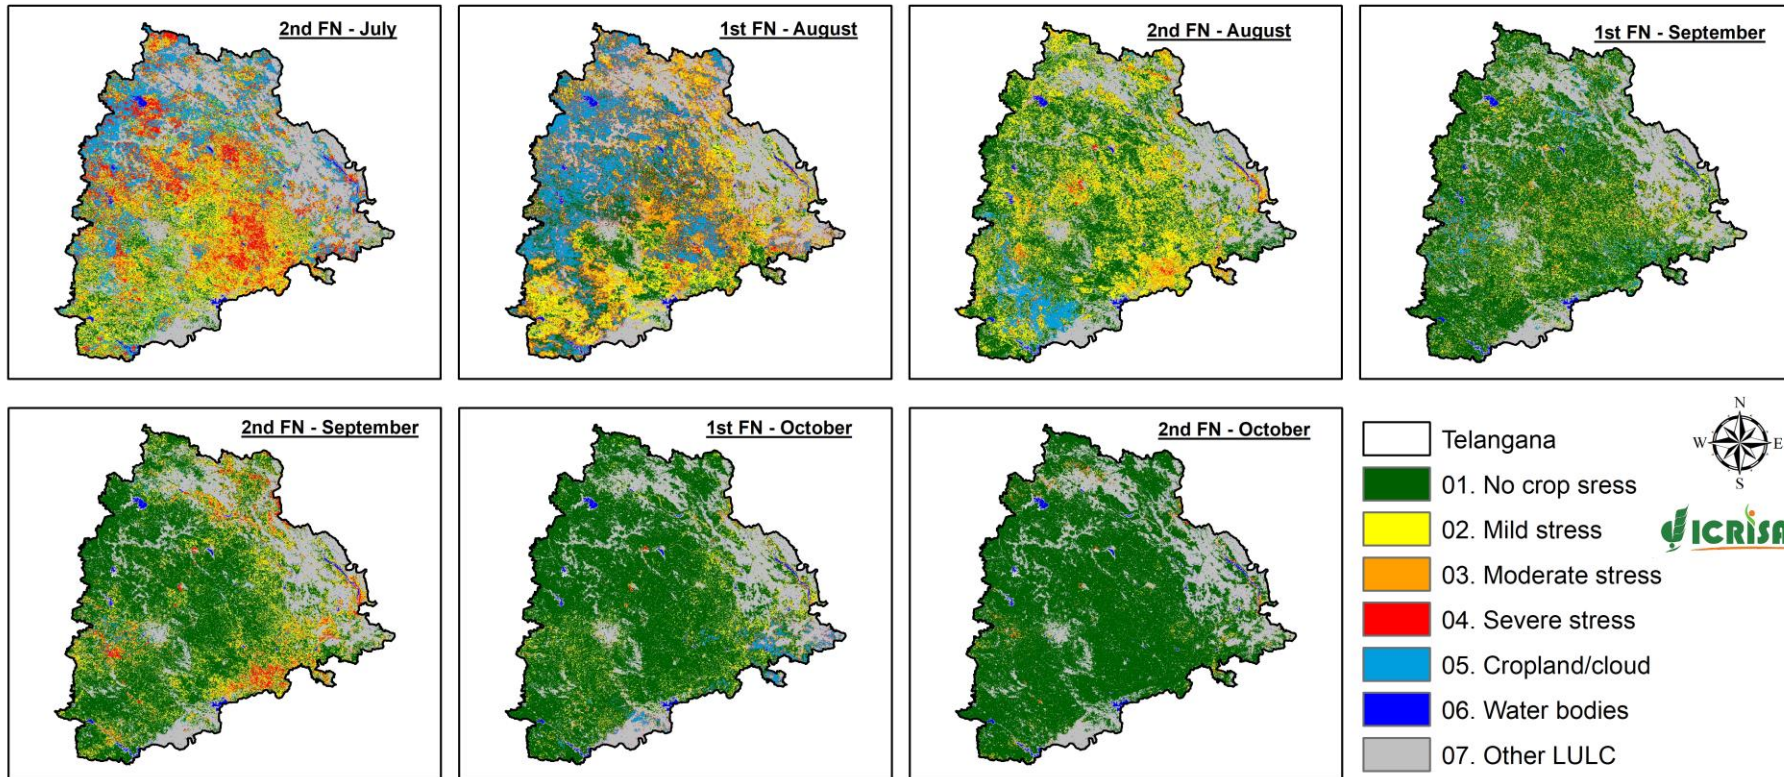 2nd FN - July
1st FN - August
2nd FN - August
1st FN - September
2nd FN - September
1st FN - October
2nd FN - October
N
W E
S
Telangana
01. No crop sress
02. Mild stress
03. Moderate stress
04. Severe stress
05. Cropland/cloud
06. Water bodies
07. Other LULC